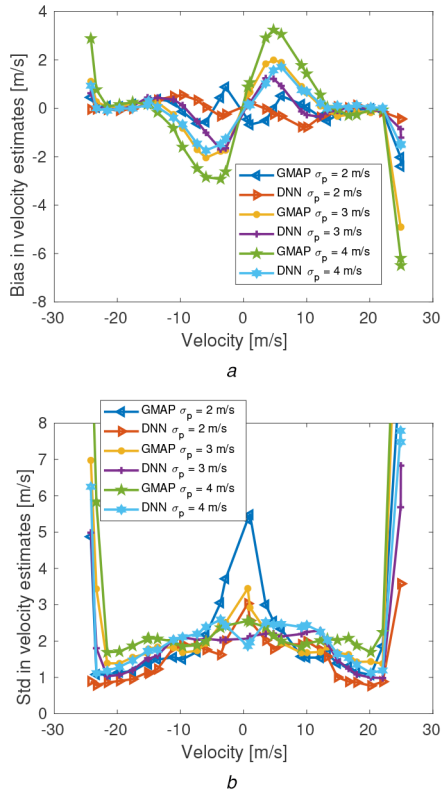 4
2
0
-2
-4
-6
-8
Bias in velocity estimates [m/s]
GMAP σp = 2 m/s
DNN σp = 2 m/s
GMAP σp = 3 m/s
DNN σp = 3 m/s
GMAP σp = 4 m/s
DNN σp = 4 m/s
-30 -20 -10 0 10 20 30
Velocity [m/s]
a
GMAP σp = 2 m/s
DNN σp = 2 m/s
GMAP σp = 3 m/s
DNN σp = 3 m/s
GMAP σp = 4 m/s
DNN σp = 4 m/s
8
7
6
5
4
3
2
1
0
Std in velocity estimates [m/s]
-30 -20 -10 0 10 20 30
Velocity [m/s]
b